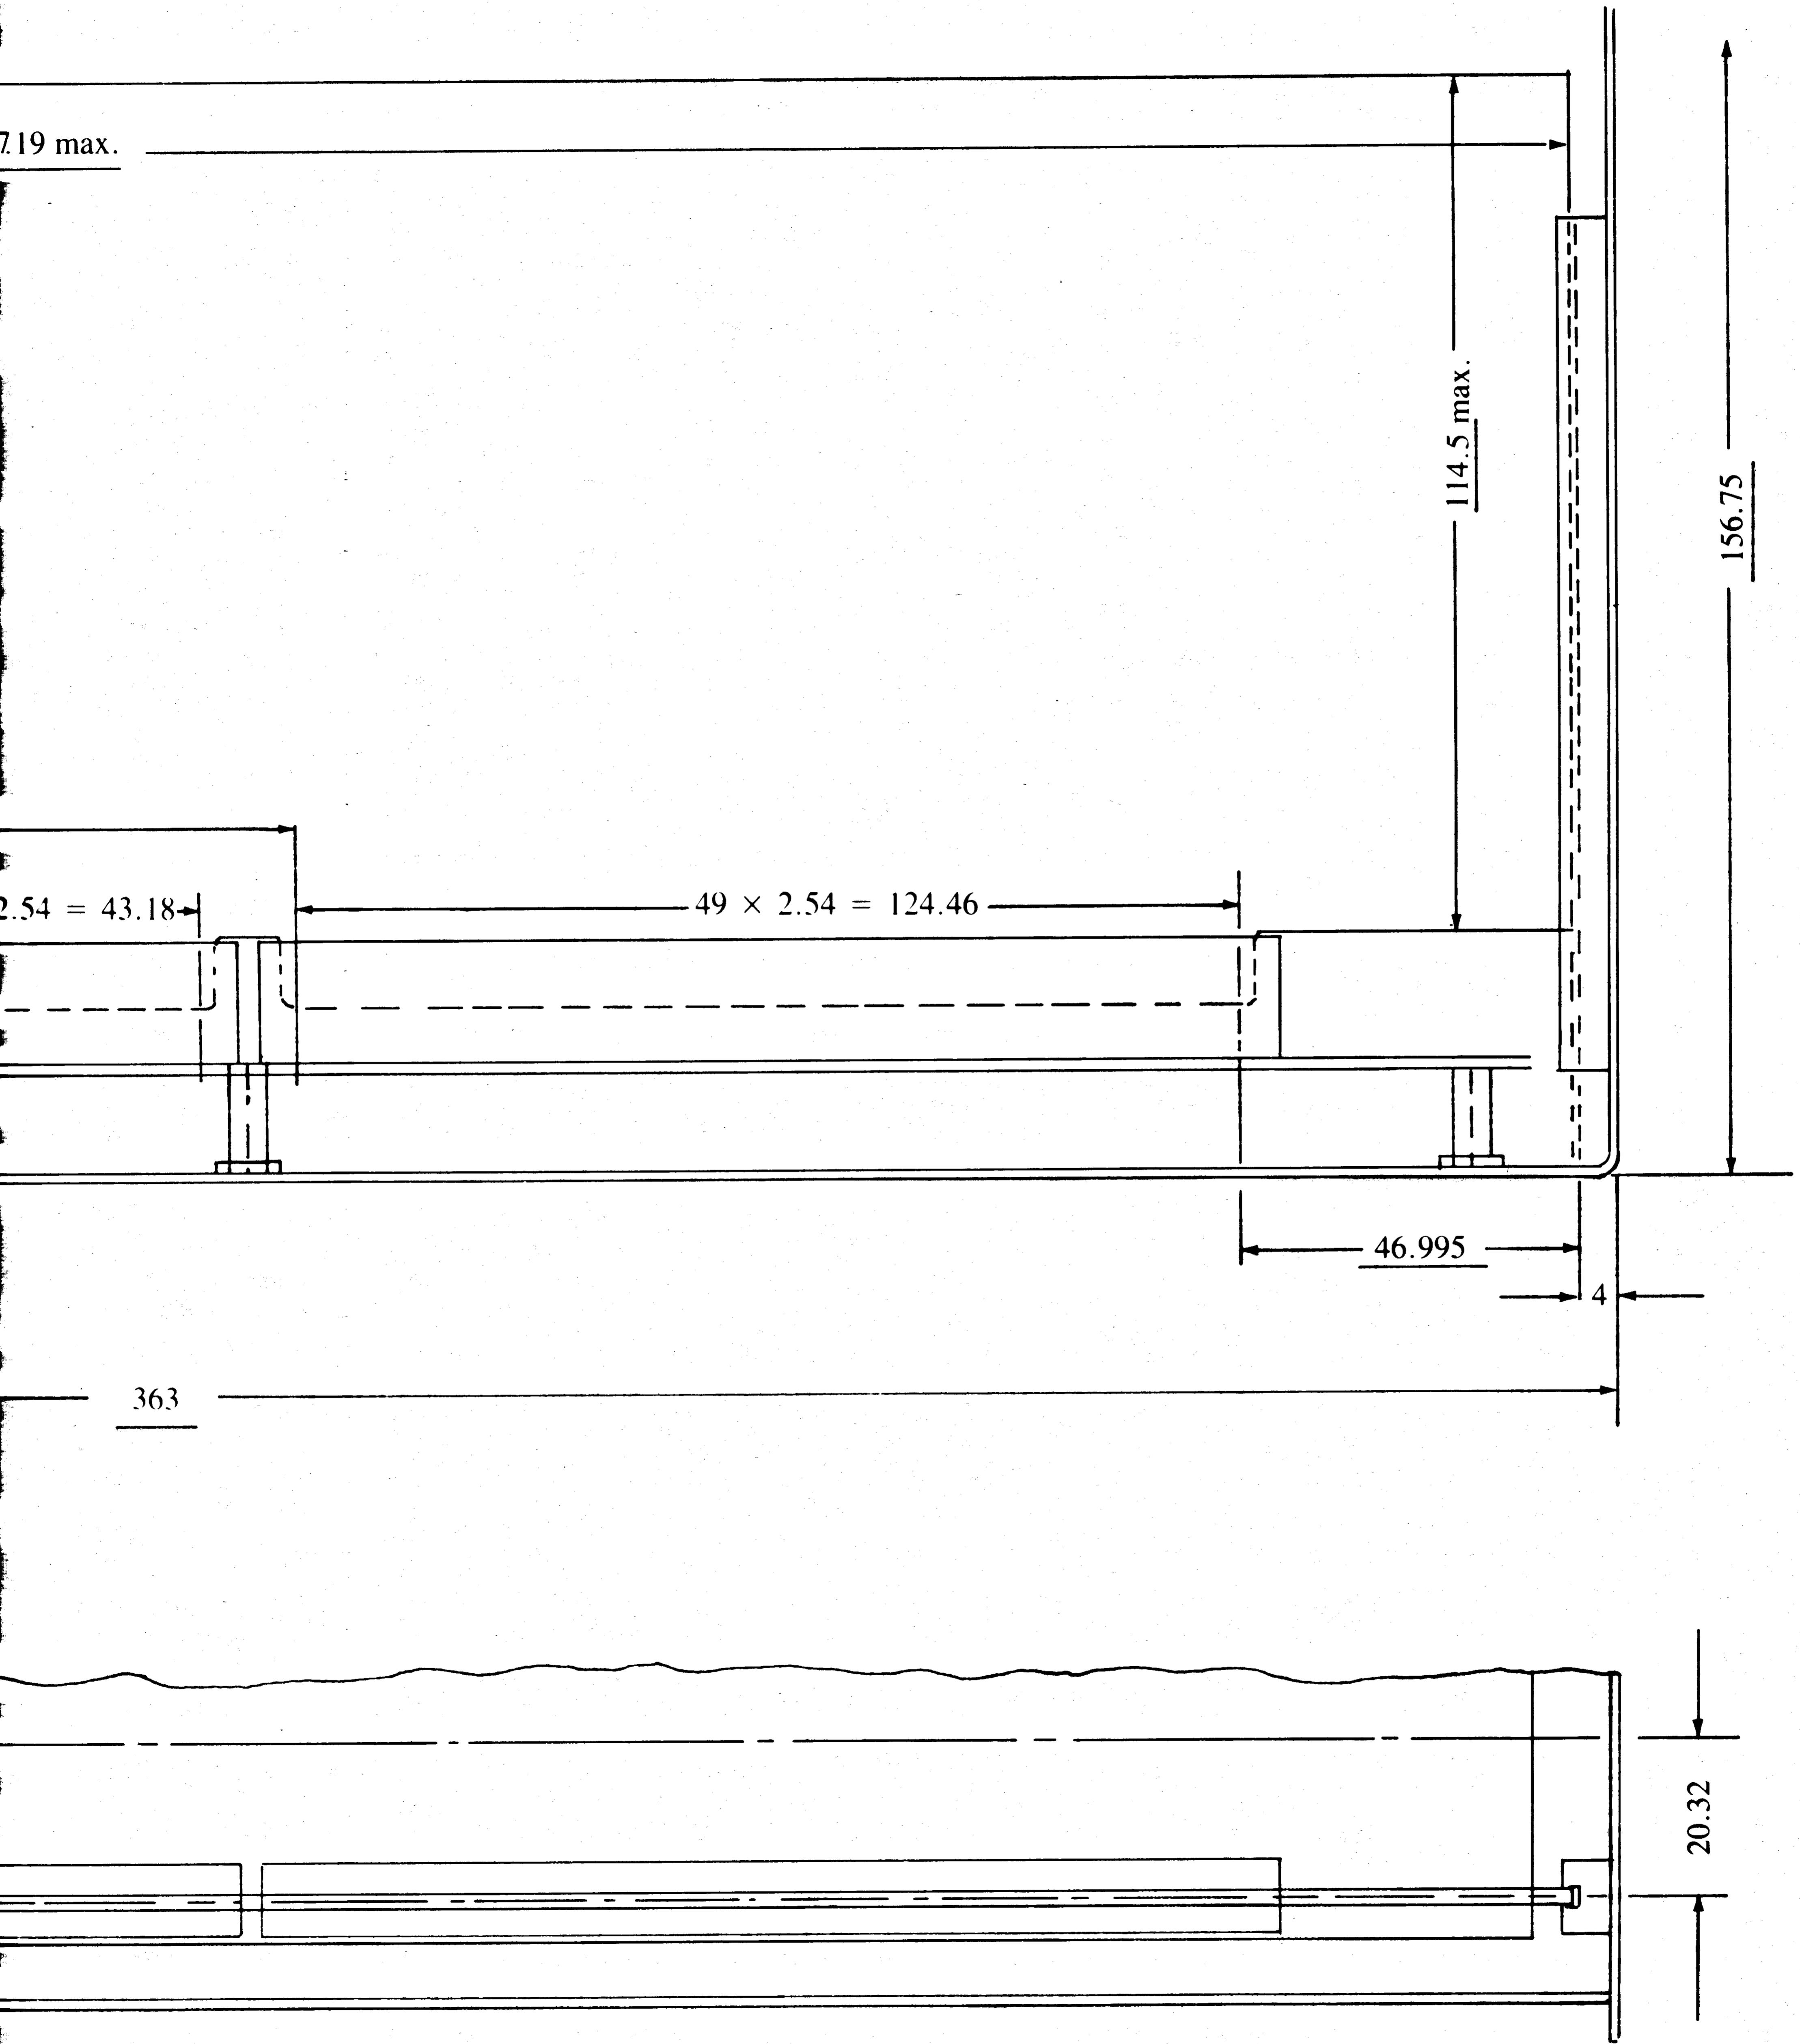 7.19 max.
114.5 max.
156.75
2.54 = 43.18
49 × 2.54 = 124.46
46.995
4
363
20.32